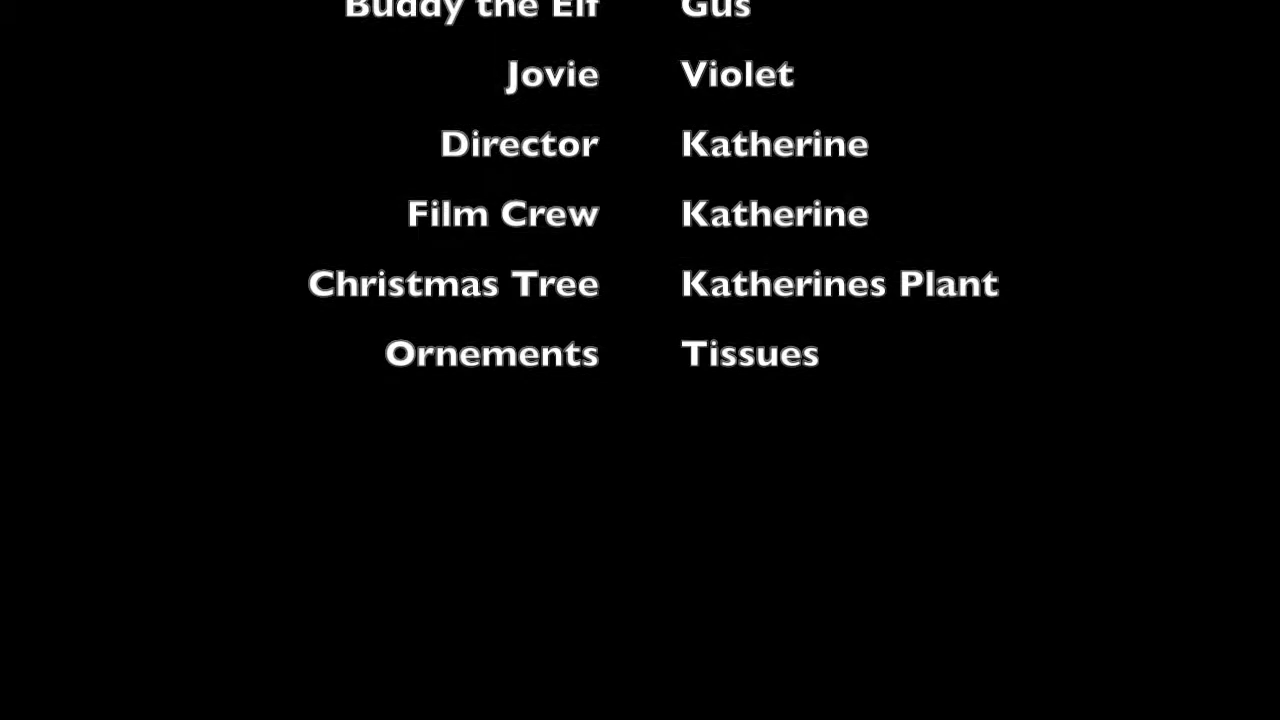 Buddy the Elf Gus
Jovie Violet
Director Katherine
Film Crew Katherine
Christmas Tree Katherines Plant
Ornements Tissues